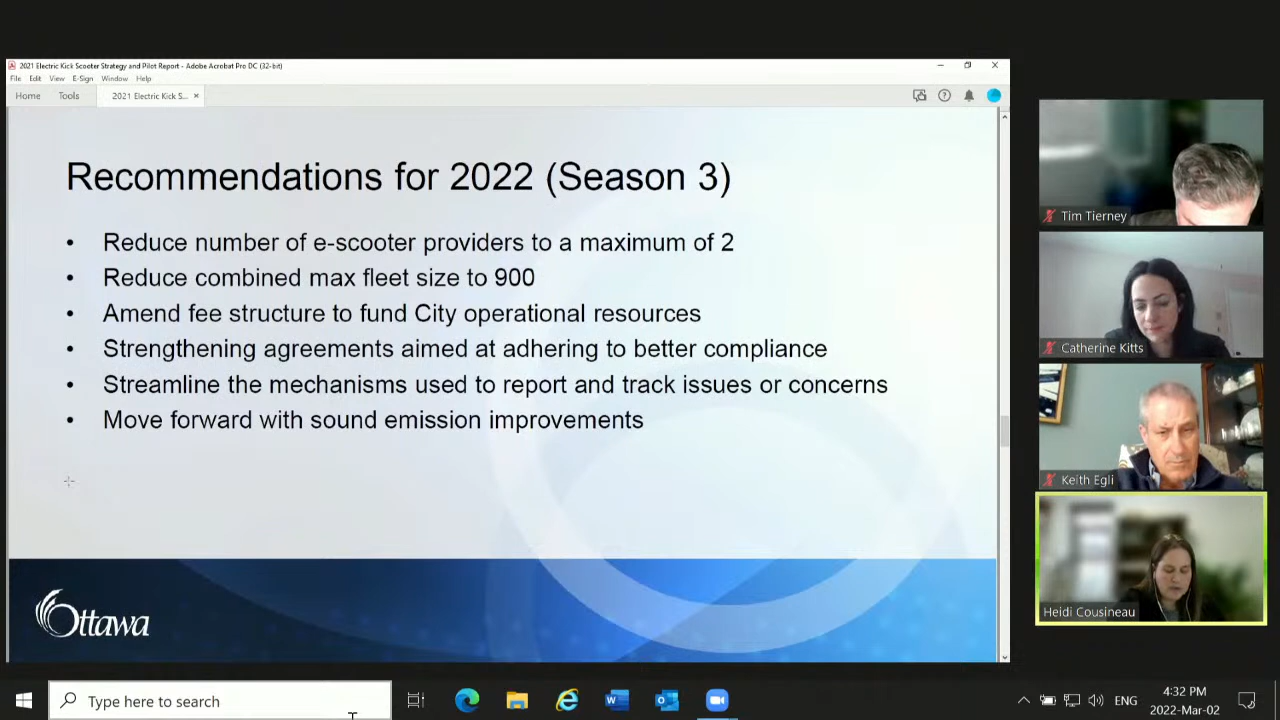 2021 Electric Kick Scooter Strategy and Pilot Report - Adobe Acrobat Pro DC (32-bit)
File Edit View E-Sign Window Help
Home Tools 2021 Electric Kick S... ×
Recommendations for 2022 (Season 3)
• Reduce number of e-scooter providers to a maximum of 2
• Reduce combined max fleet size to 900
• Amend fee structure to fund City operational resources
• Strengthening agreements aimed at adhering to better compliance
• Streamline the mechanisms used to report and track issues or concerns
• Move forward with sound emission improvements
Ottawa
Tim Tierney
Catherine Kitts
Keith Egli
Heidi Cousineau
Type here to search
ENG
4:32 PM
2022-Mar-02